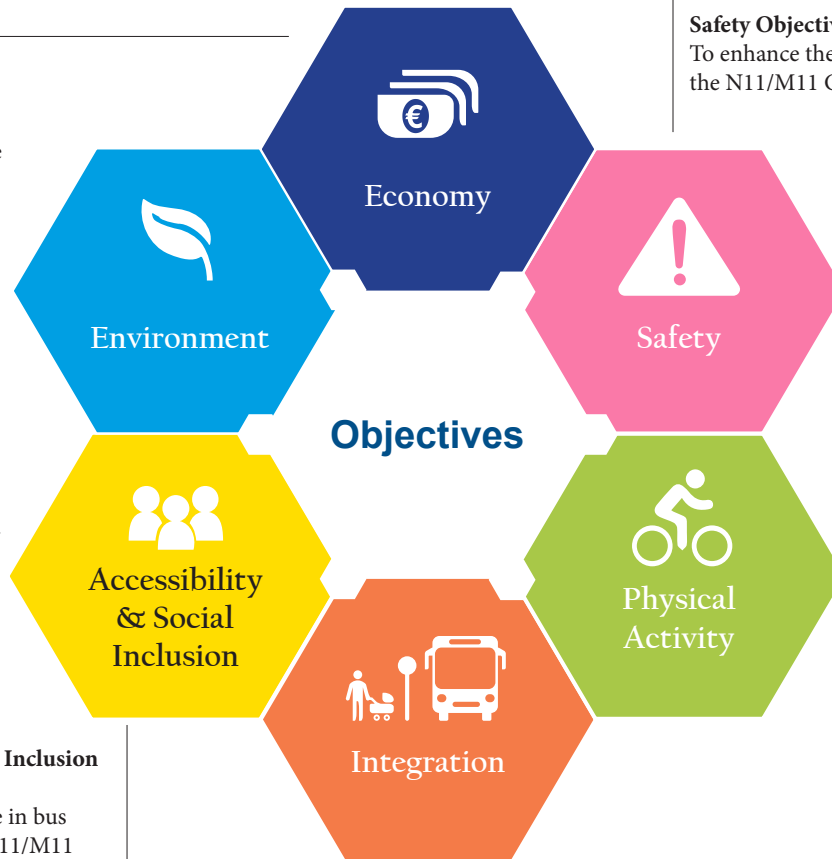 Safety Objectiv
To enhance the
the N11/M11 C
€
Economy
Environment
Safety
Objectives
Accessibility
& Social
Inclusion
Physical
Activity
Integration
Inclusion
e in bus
11/M11